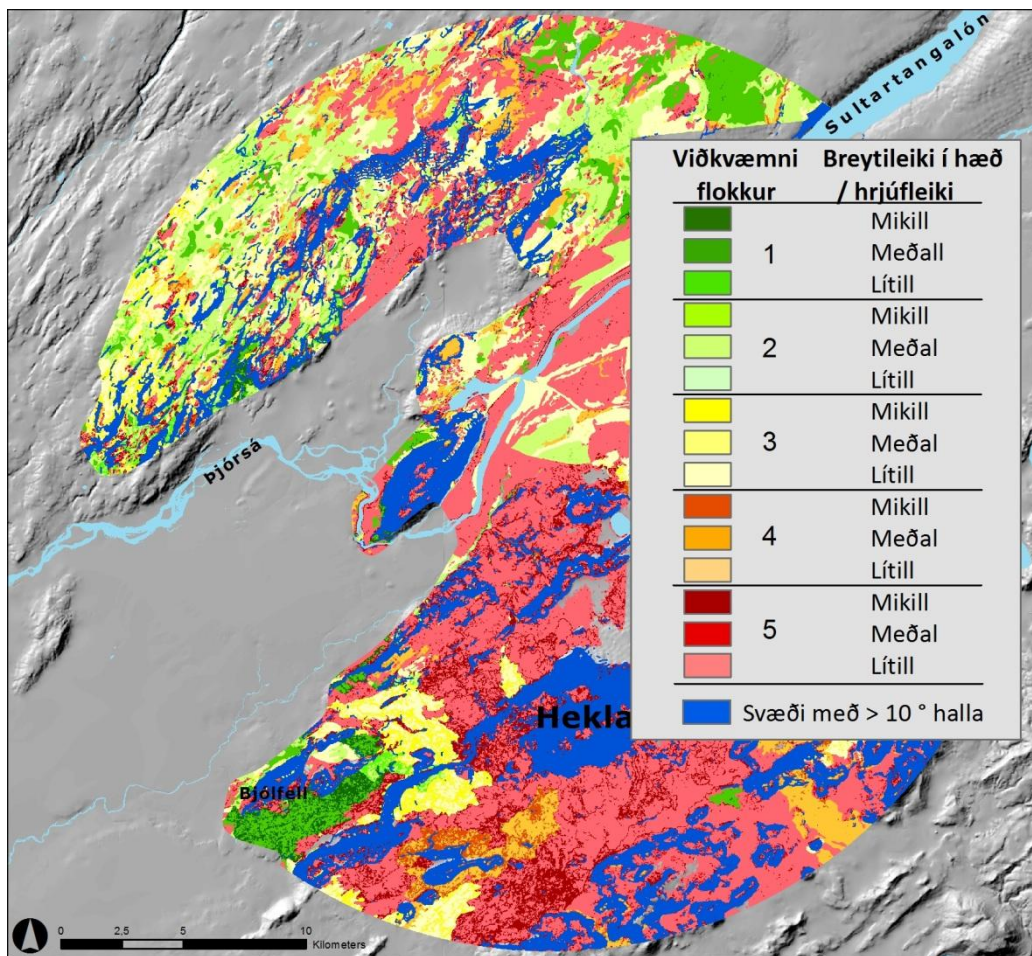 Sultartangalón
Viðkvæmni Breytileiki í hæð
flokkur / hrjúfleiki
Mikill
1 Meðall
Lítill
Mikill
2 Meðal
Lítill
Mikill
3 Meðal
Lítill
Mikill
4 Meðal
Lítill
Mikill
5 Meðal
Lítill
Svæði með > 10 ° halla
Þjórsá
Hekla
Bjólfell
0 2,5 5 10
Kilometers